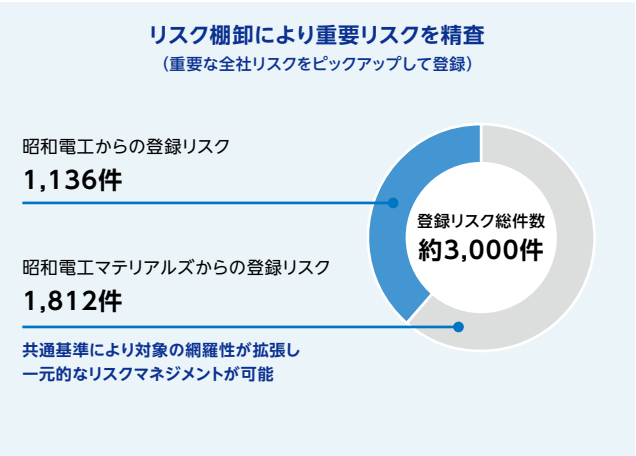 リスク棚卸により重要リスクを精査
（重要な全社リスクをピックアップして登録）
昭和電工からの登録リスク
1,136件
昭和電工マテリアルズからの登録リスク
1,812件
共通基準により対象の網羅性が拡張し
一元的なリスクマネジメントが可能
登録リスク総件数
約3,000件